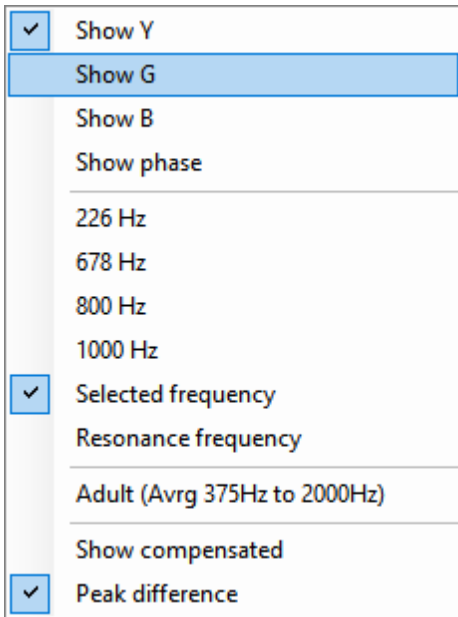 Show Y
Show G
Show B
Show phase
226 Hz
678 Hz
800 Hz
1000 Hz
Selected frequency
Resonance frequency
Adult (Avrg 375Hz to 2000Hz)
Show compensated
Peak difference